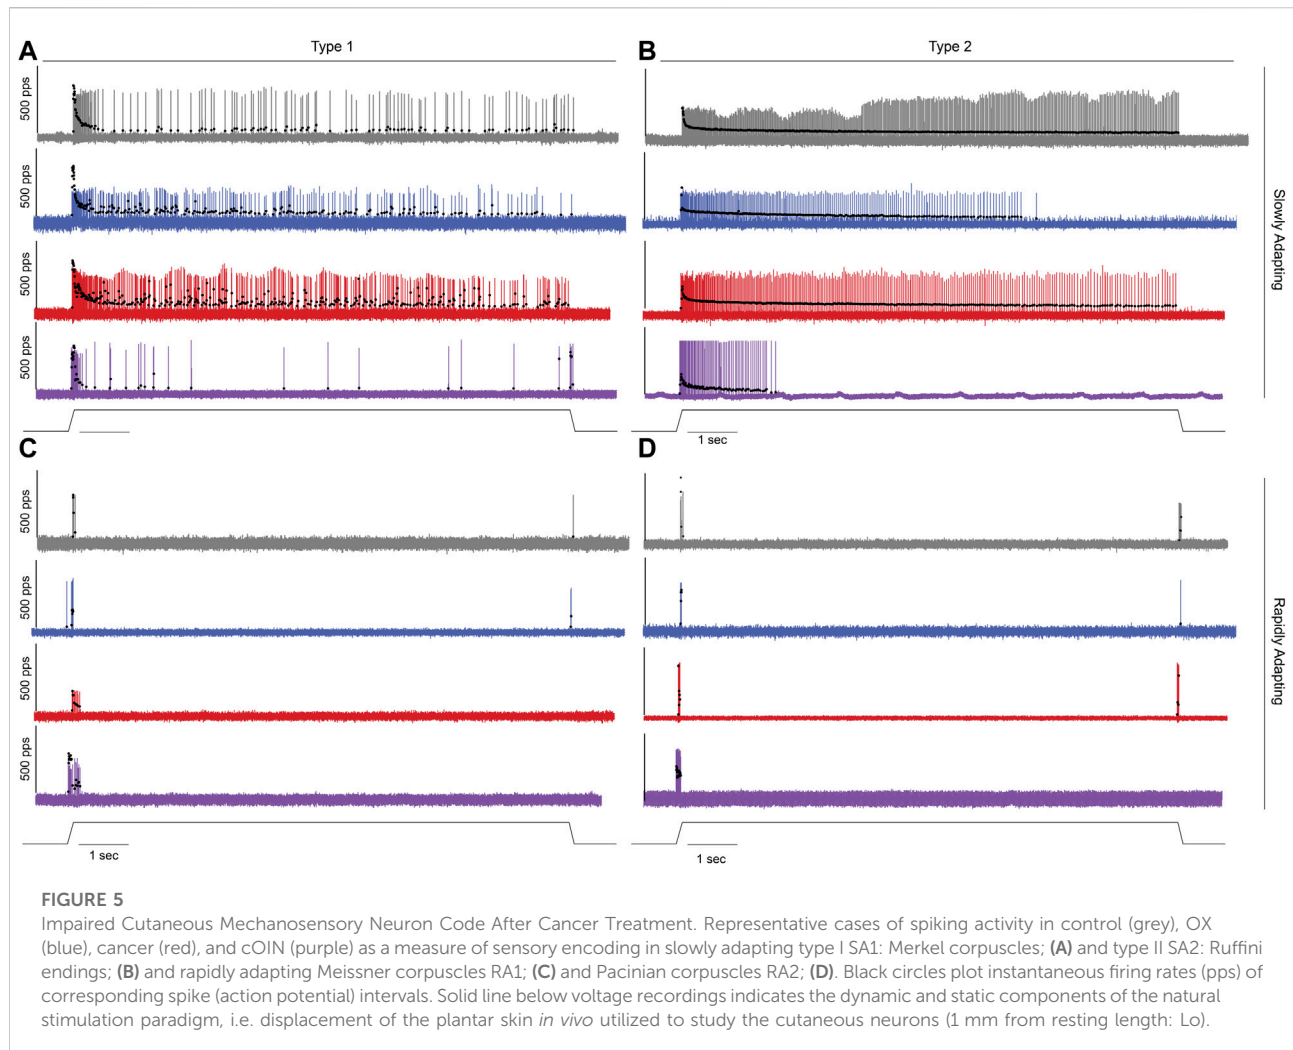 A
Type 1
B
Type 2
500 pps
500 pps
500 pps
500 pps
Slowly Adapting
1 sec
C
D
500 pps
500 pps
500 pps
500 pps
Rapidly Adapting
1 sec
1 sec
FIGURE 5
Impaired Cutaneous Mechanosensory Neuron Code After Cancer Treatment. Representative cases of spiking activity in control (grey), OX
(blue), cancer (red), and cOIN (purple) as a measure of sensory encoding in slowly adapting type I SA1: Merkel corpuscles; (A) and type II SA2: Ruffini
endings; (B) and rapidly adapting Meissner corpuscles RA1; (C) and Pacinian corpuscles RA2; (D). Black circles plot instantaneous firing rates (pps) of
corresponding spike (action potential) intervals. Solid line below voltage recordings indicates the dynamic and static components of the natural
stimulation paradigm, i.e. displacement of the plantar skin in vivo utilized to study the cutaneous neurons (1 mm from resting length: Lo).